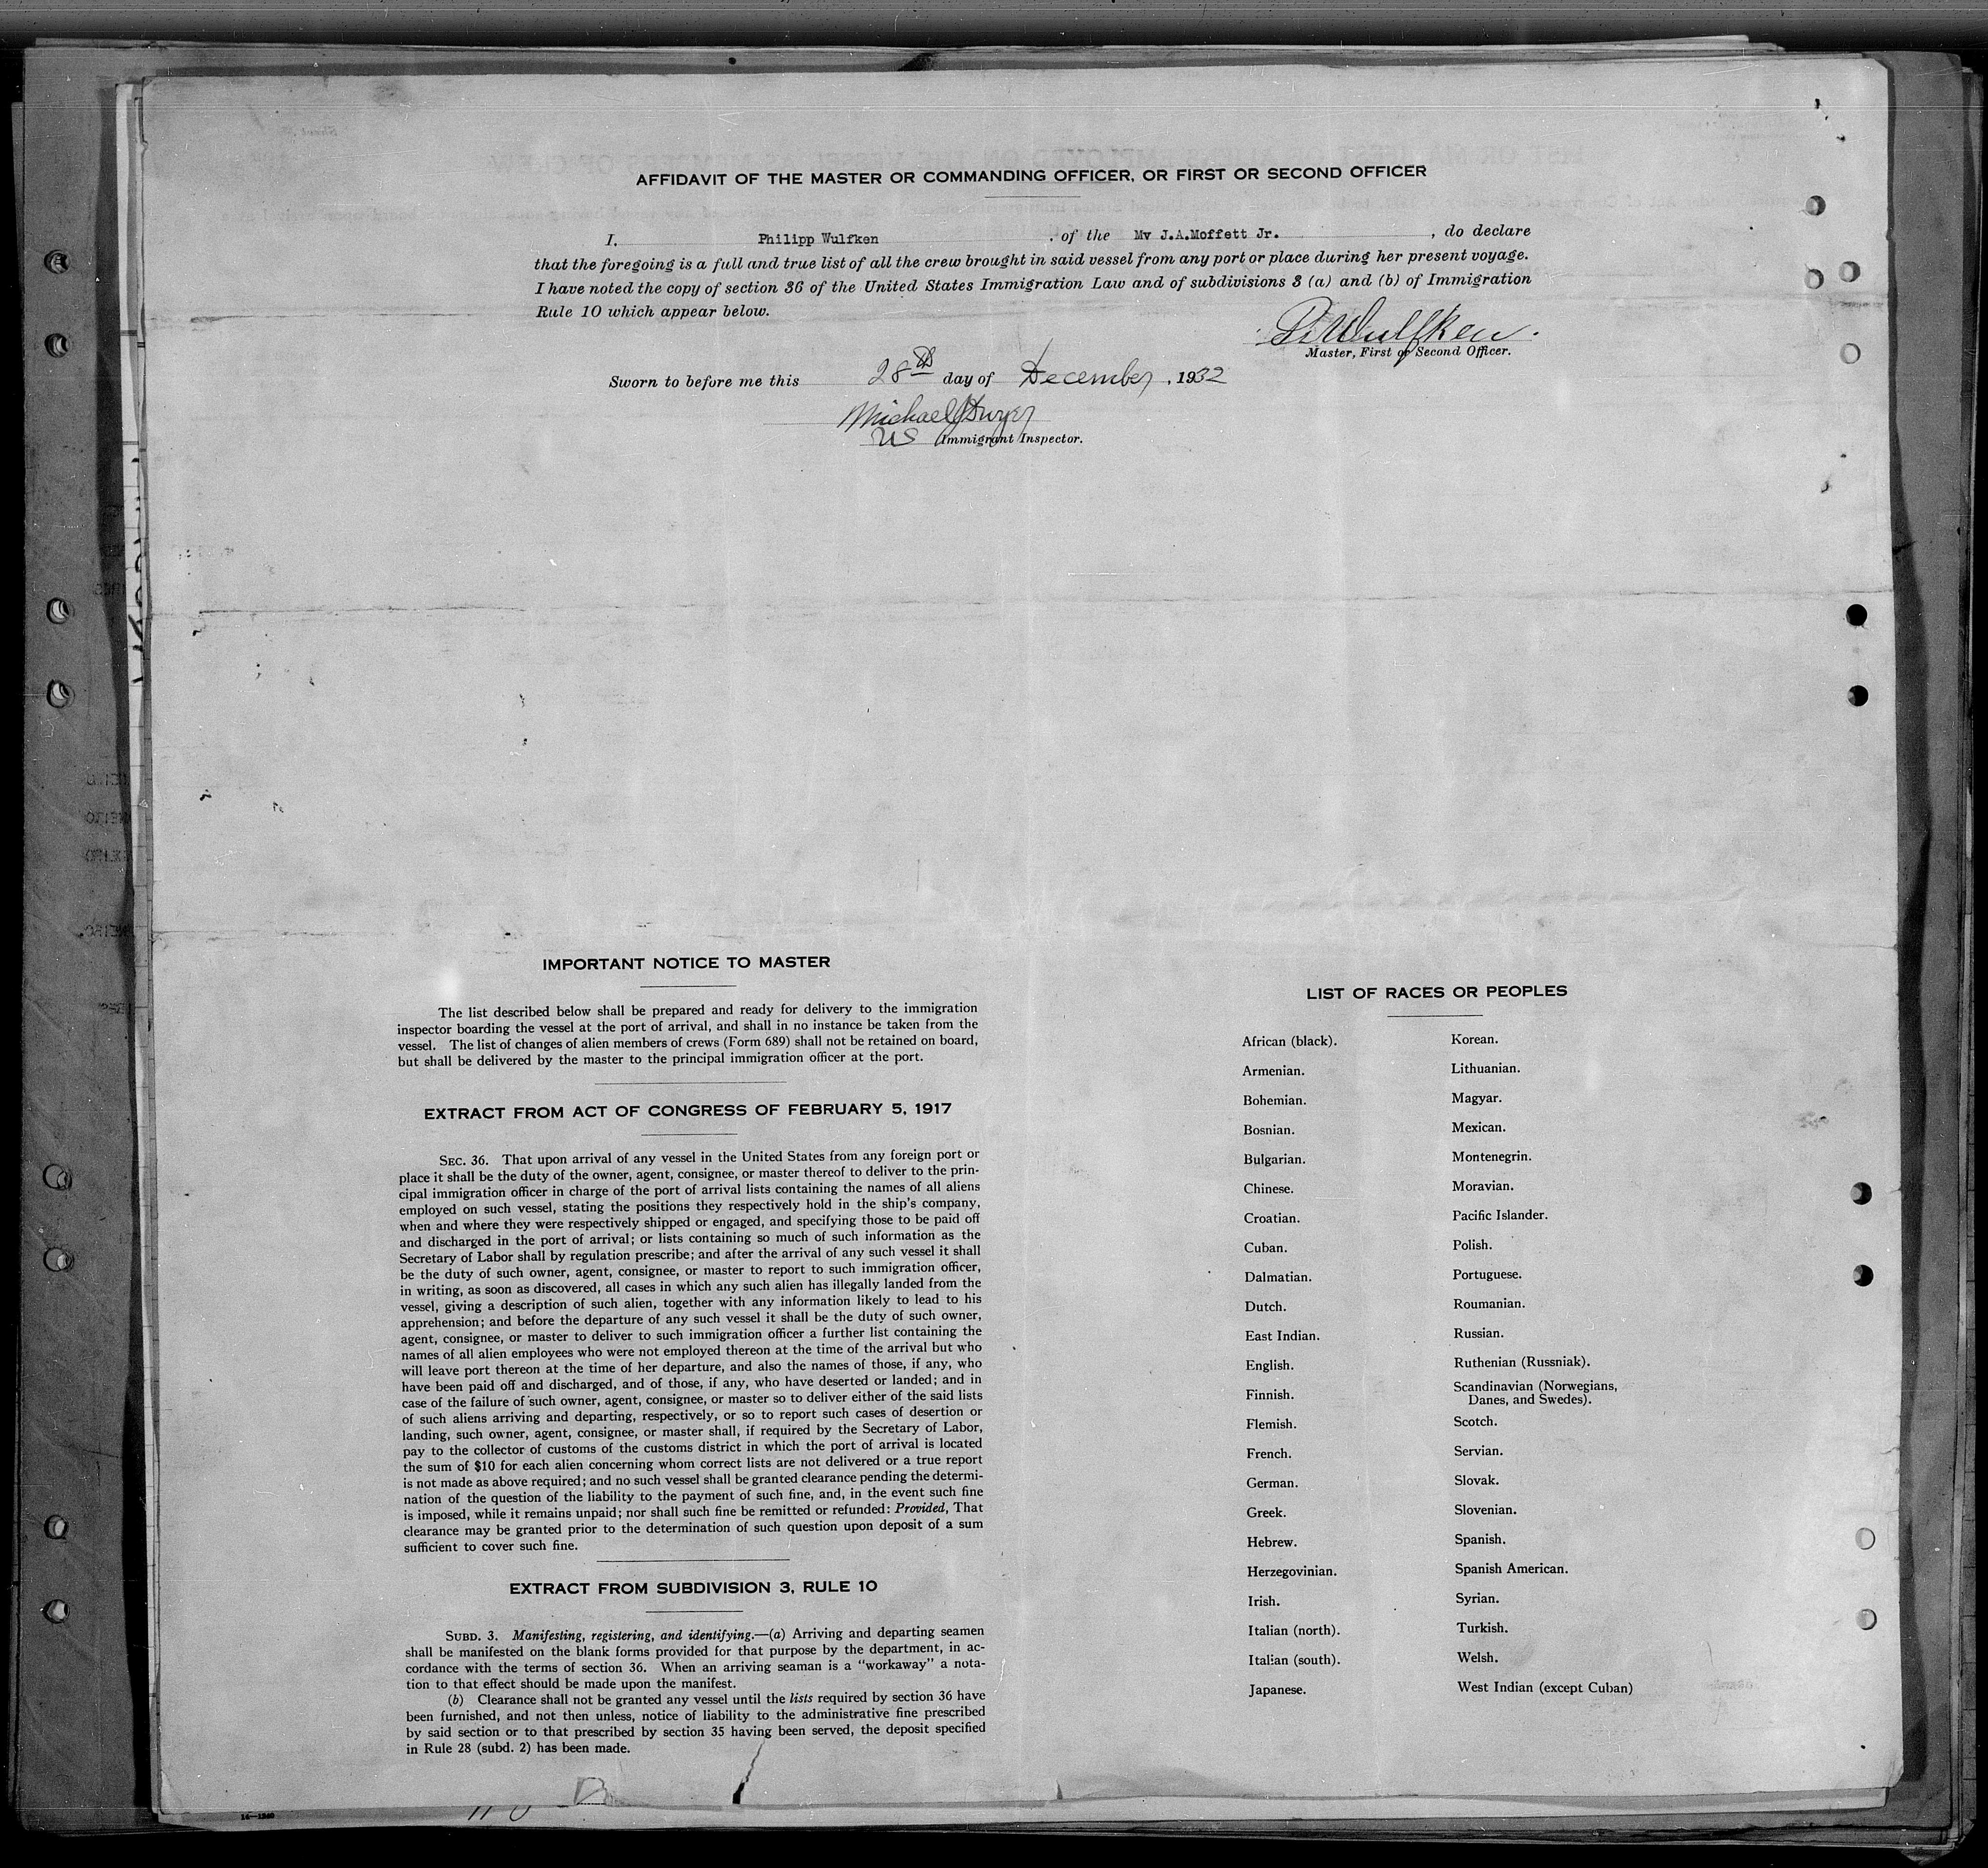 AFFIDAVIT OF THE MASTER OR COMMANDING OFFICER, OR FIRST OR SECOND OFFICER
I, Philipp Wulfken, of the Mv J.A.Moffett Jr., do declare
that the foregoing is a full and true list of all the crew brought in said vessel from any port or place during her present voyage.
I have noted the copy of section 36 of the United States Immigration Law and of subdivisions 3 (a) and (b) of Immigration
Rule 10 which appear below.
P. Wulfken.
Master, First or Second Officer.
Sworn to before me this 28th day of December, 1932
Michael J Dwyer
US Immigrant Inspector.
IMPORTANT NOTICE TO MASTER
The list described below shall be prepared and ready for delivery to the immigration
inspector boarding the vessel at the port of arrival, and shall in no instance be taken from the
vessel. The list of changes of alien members of crews (Form 689) shall not be retained on board,
but shall be delivered by the master to the principal immigration officer at the port.
EXTRACT FROM ACT OF CONGRESS OF FEBRUARY 5, 1917
SEC. 36. That upon arrival of any vessel in the United States from any foreign port or
place it shall be the duty of the owner, agent, consignee, or master thereof to deliver to the prin-
cipal immigration officer in charge of the port of arrival lists containing the names of all aliens
employed on such vessel, stating the positions they respectively hold in the ship's company,
when and where they were respectively shipped or engaged, and specifying those to be paid off
and discharged in the port of arrival; or lists containing so much of such information as the
Secretary of Labor shall by regulation prescribe; and after the arrival of any such vessel it shall
be the duty of such owner, agent, consignee, or master to report to such immigration officer,
in writing, as soon as discovered, all cases in which any such alien has illegally landed from the
vessel, giving a description of such alien, together with any information likely to lead to his
apprehension; and before the departure of any such vessel it shall be the duty of such owner,
agent, consignee, or master to deliver to such immigration officer a further list containing the
names of all alien employees who were not employed thereon at the time of the arrival but who
will leave port thereon at the time of her departure, and also the names of those, if any, who
have been paid off and discharged, and of those, if any, who have deserted or landed; and in
case of the failure of such owner, agent, consignee, or master so to deliver either of the said lists
of such aliens arriving and departing, respectively, or so to report such cases of desertion or
landing, such owner, agent, consignee, or master shall, if required by the Secretary of Labor,
pay to the collector of customs of the customs district in which the port of arrival is located
the sum of $10 for each alien concerning whom correct lists are not delivered or a true report
is not made as above required; and no such vessel shall be granted clearance pending the determi-
nation of the question of the liability to the payment of such fine, and, in the event such fine
is imposed, while it remains unpaid; nor shall such fine be remitted or refunded: Provided, That
clearance may be granted prior to the determination of such question upon deposit of a sum
sufficient to cover such fine.
EXTRACT FROM SUBDIVISION 3, RULE 10
SUBD. 3. Manifesting, registering, and identifying.—(a) Arriving and departing seamen
shall be manifested on the blank forms provided for that purpose by the department, in ac-
cordance with the terms of section 36. When an arriving seaman is a "workaway" a nota-
tion to that effect should be made upon the manifest.
(b) Clearance shall not be granted any vessel until the lists required by section 36 have
been furnished, and not then unless, notice of liability to the administrative fine prescribed
by said section or to that prescribed by section 35 having been served, the deposit specified
in Rule 28 (subd. 2) has been made.
LIST OF RACES OR PEOPLES
African (black).
Armenian.
Bohemian.
Bosnian.
Bulgarian.
Chinese.
Croatian.
Cuban.
Dalmatian.
Dutch.
East Indian.
English.
Finnish.
Flemish.
French.
German.
Greek.
Hebrew.
Herzegovinian.
Irish.
Italian (north).
Italian (south).
Japanese.
Korean.
Lithuanian.
Magyar.
Mexican.
Montenegrin.
Moravian.
Pacific Islander.
Polish.
Portuguese.
Roumanian.
Russian.
Ruthenian (Russniak).
Scandinavian (Norwegians,
Danes, and Swedes).
Scotch.
Servian.
Slovak.
Slovenian.
Spanish.
Spanish American.
Syrian.
Turkish.
Welsh.
West Indian (except Cuban)